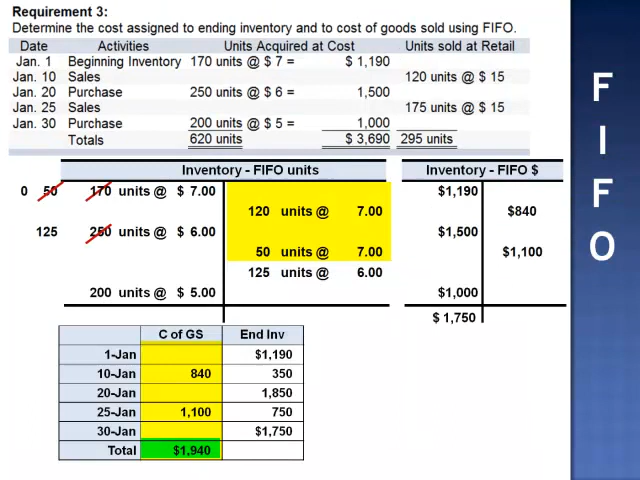 Requirement 3:
Determine the cost assigned to ending inventory and to cost of goods sold using FIFO.
Date Activities Units Acquired at Cost Units sold at Retail
Jan. 1 Beginning Inventory 170 units @ $ 7 = $ 1,190
Jan. 10 Sales 120 units @ $ 15
Jan. 20 Purchase 250 units @ $ 6 = 1,500
Jan. 25 Sales 175 units @ $ 15
Jan. 30 Purchase 200 units @ $ 5 = 1,000
Totals 620 units $ 3,690 295 units
Inventory - FIFO units Inventory - FIFO $
0 50 170 units @ $ 7.00 $1,190
120 units @ 7.00 $840
125 250 units @ $ 6.00 $1,500
50 units @ 7.00 $1,100
125 units @ 6.00
200 units @ $ 5.00 $1,000
$ 1,750
C of GS End Inv
1-Jan $1,190
10-Jan 840 350
20-Jan 1,850
25-Jan 1,100 750
30-Jan $1,750
Total $1,940
F
I
F
O